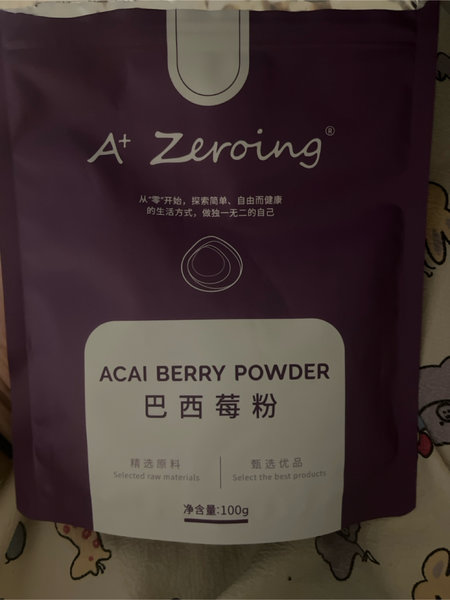 A+ Zeroing®
从“零”开始，探索简单、自由而健康
的生活方式，做独一无二的自己
ACAI BERRY POWDER
巴西莓粉
精选原料
Selected raw materials
甄选优品
Select the best products
净含量:100g